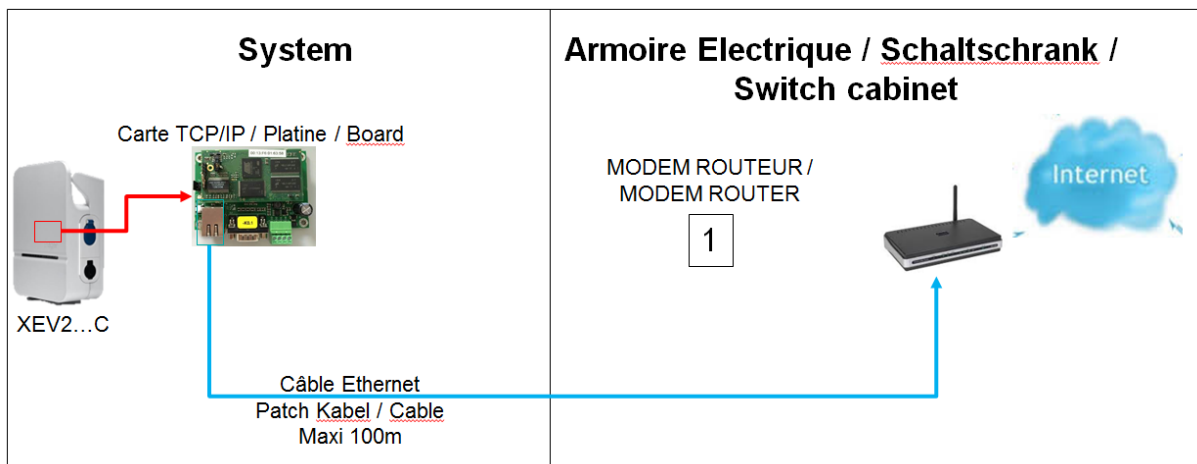 System
Armoire Electrique / Schaltschrank /
Switch cabinet
Carte TCP/IP / Platine / Board
MODEM ROUTEUR /
MODEM ROUTER
1
Internet
XEV2...C
Câble Ethernet
Patch Kabel / Cable
Maxi 100m